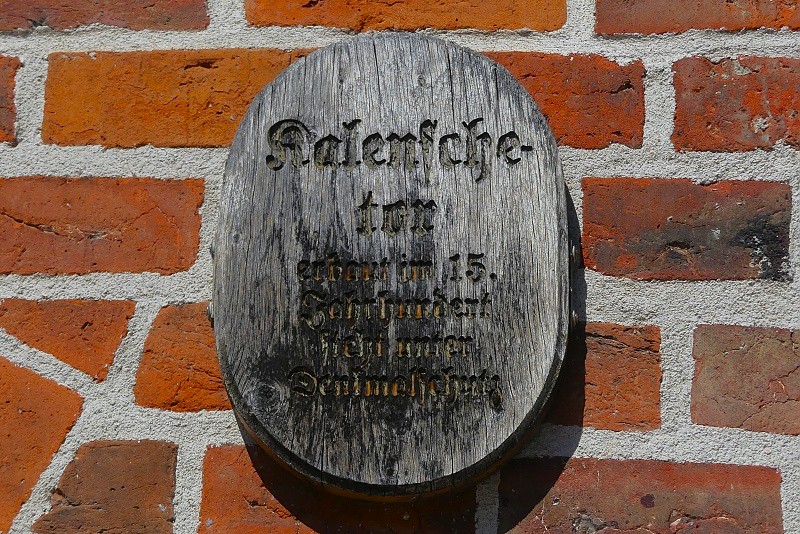 Kalensche-
tor
erbaut im 15.
Jahrhundert
steht unter
Denkmalschutz